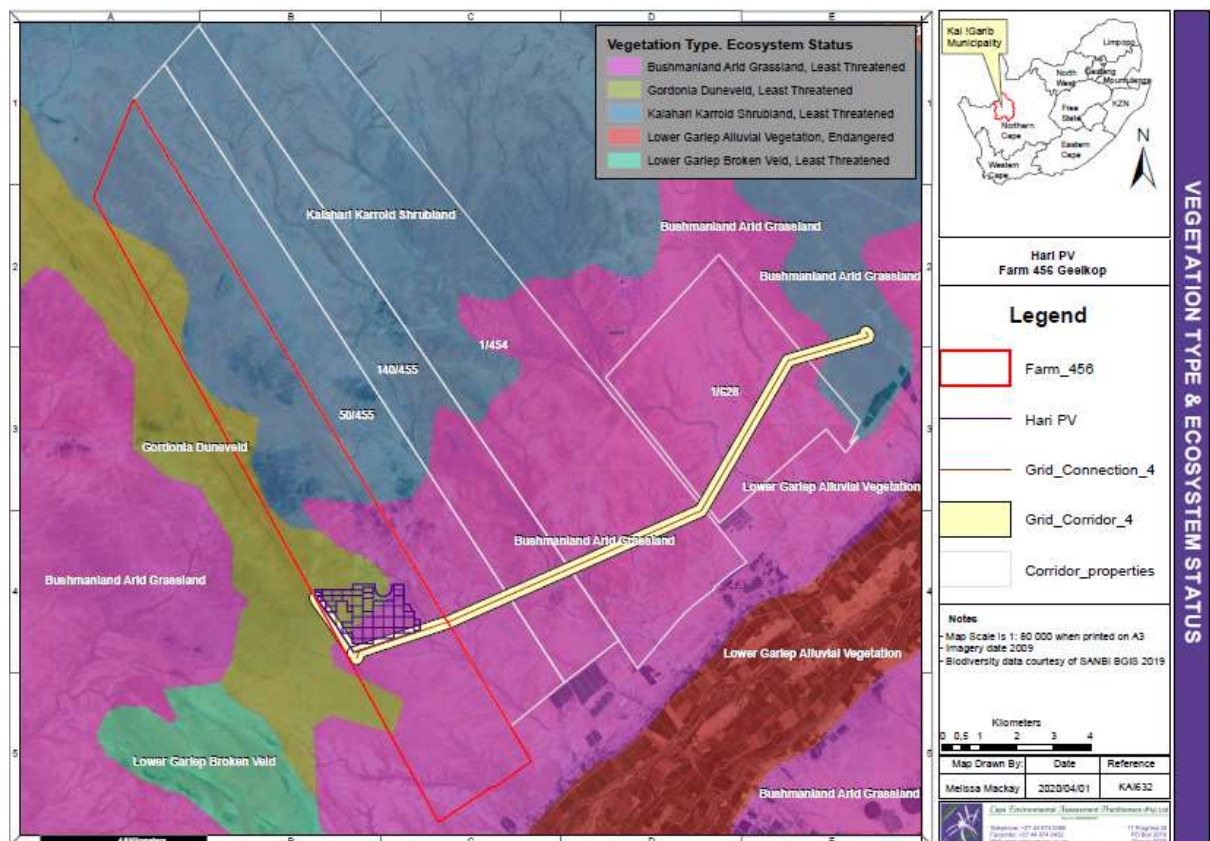 A B C D E
1
2
3
4
5
1
2
3
4
5
Vegetation Type. Ecosystem Status
Bushmanland Arid Grassland, Least Threatened
Gordonia Duneveld, Least Threatened
Kalahari Karroid Shrubland, Least Threatened
Lower Gariep Alluvial Vegetation, Endangered
Lower Gariep Broken Veld, Least Threatened
Kalahari Karroid Shrubland
Bushmanland Arid Grassland
Bushmanland Arid Grassland
1/454
140/455
1/628
50/455
Gordonia Duneveld
Lower Gariep Alluvial Vegetation
Bushmanland Arid Grassland
Bushmanland Arid Grassland
Lower Gariep Alluvial Vegetation
Lower Gariep Broken Veld
Bushmanland Arid Grassland
A B C D E
Kai !Garib
Municipality
Limpopo
North
West
Gauteng
Mpumalanga
Free
State
KZN
Northern
Cape
Eastern
Cape
Western
Cape
N
Hari PV
Farm 456 Geelkop
Legend
Farm_456
Hari PV
Grid_Connection_4
Grid_Corridor_4
Corridor_properties
Notes
- Map Scale is 1: 80 000 when printed on A3
- Imagery date 2009
- Biodiversity data courtesy of SANBI BGIS 2019
Kilometers
0 0,5 1 2 3 4
Map Drawn By: Date Reference
Melissa Mackay 2020/04/01 KAI632
Cape Environmental Assessment Practitioners (Pty) Ltd
VEGETATION TYPE & ECOSYSTEM STATUS